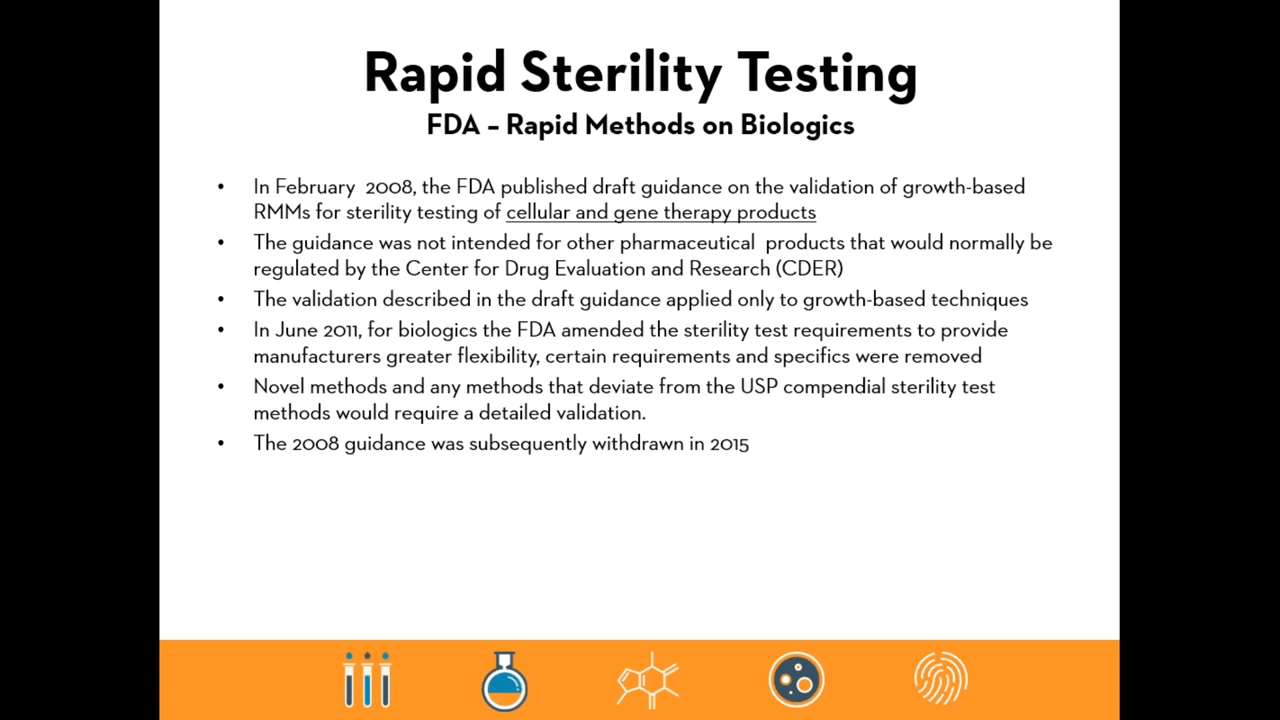 Rapid Sterility Testing
FDA – Rapid Methods on Biologics
• In February  2008, the FDA published draft guidance on the validation of growth-based
RMMs for sterility testing of cellular and gene therapy products
• The guidance was not intended for other pharmaceutical  products that would normally be
regulated by the Center for Drug Evaluation and Research (CDER)
• The validation described in the draft guidance applied only to growth-based techniques
• In June 2011, for biologics the FDA amended the sterility test requirements to provide
manufacturers greater flexibility, certain requirements and specifics were removed
• Novel methods and any methods that deviate from the USP compendial sterility test
methods would require a detailed validation.
• The 2008 guidance was subsequently withdrawn in 2015